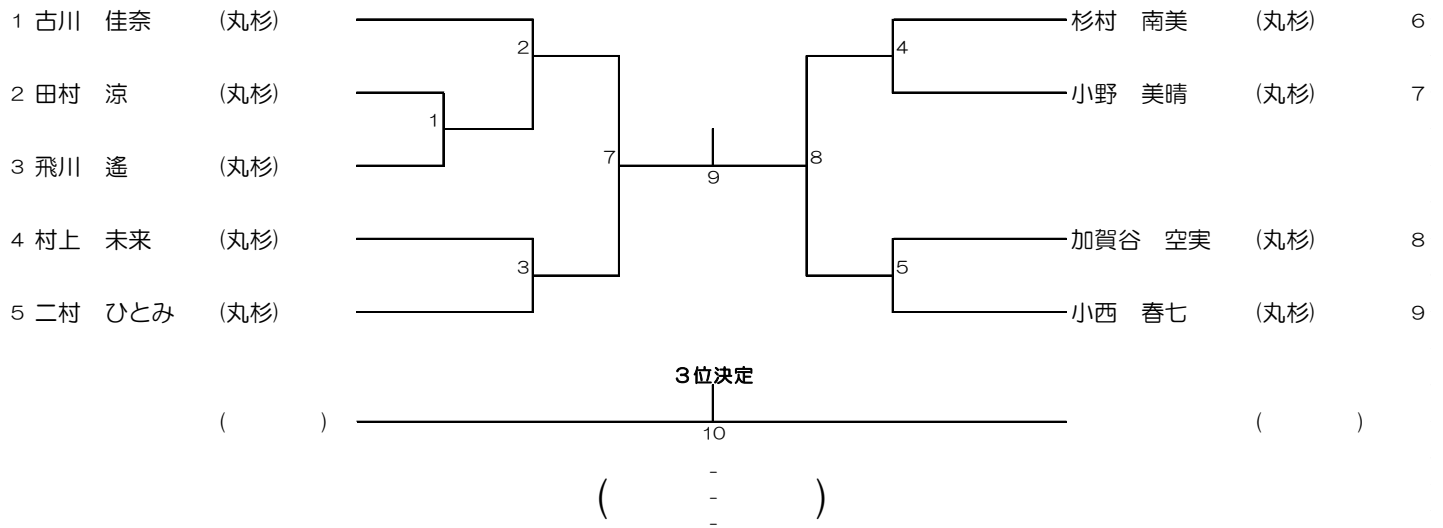 1 古川　佳奈　(丸杉)　杉村　南美　(丸杉)　6
2　4
2 田村　涼　(丸杉)　小野　美晴　(丸杉)　7
1
3 飛川　遙　(丸杉)　7　8
9
4 村上　未来　(丸杉)　加賀谷　空実　(丸杉)　8
3　5
5 二村　ひとみ　(丸杉)　小西　春七　(丸杉)　9
３位決定
(　　　)　(　　　)
10
-
(　-　)
-